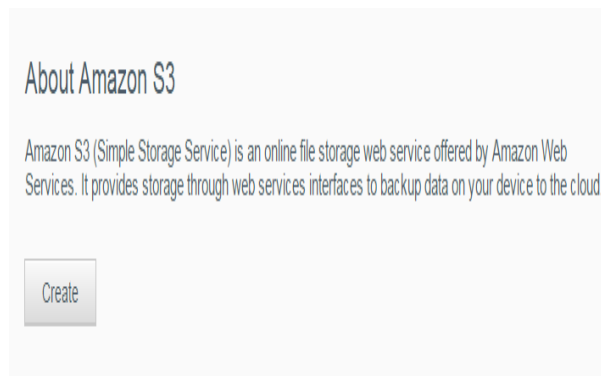 About Amazon S3
Amazon S3 (Simple Storage Service) is an online file storage web service offered by Amazon Web
Services. It provides storage through web services interfaces to backup data on your device to the cloud
Create